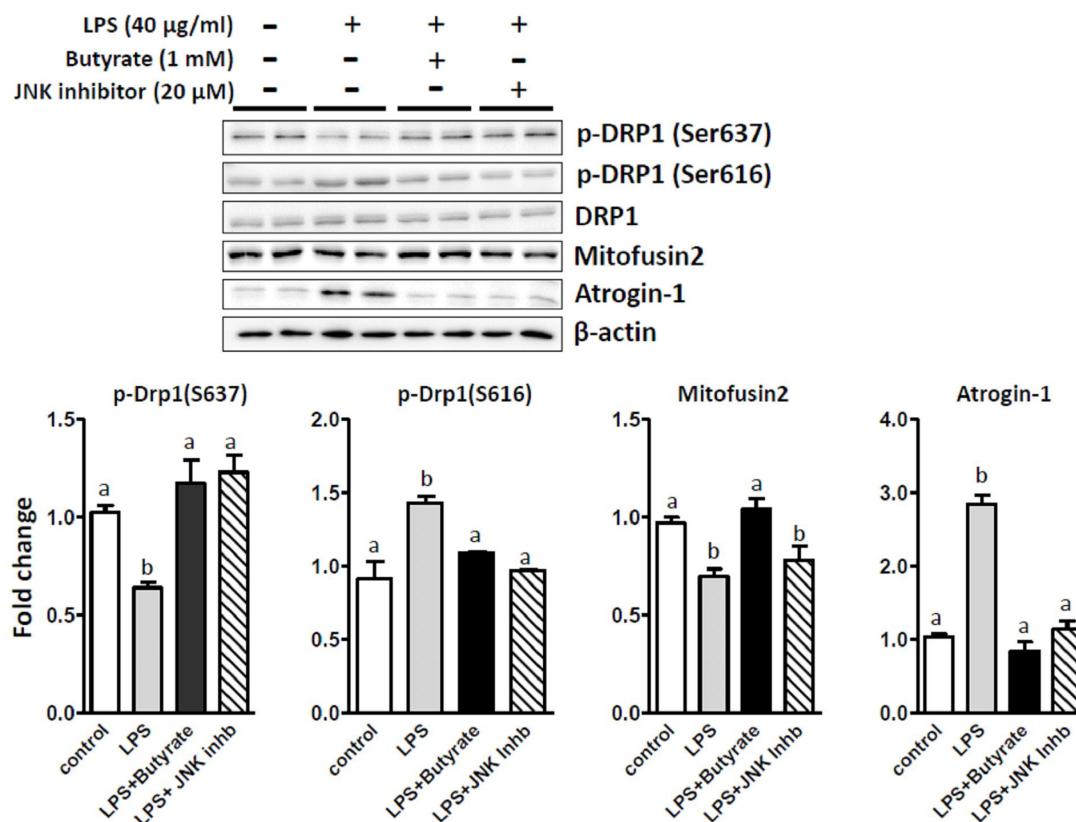 LPS (40 µg/ml) - + + +
Butyrate (1 mM) - - + -
JNK inhibitor (20 µM) - - - +
p-DRP1 (Ser637)
p-DRP1 (Ser616)
DRP1
Mitofusin2
Atrogin-1
β-actin
p-Drp1(S637)
Fold change
1.5
1.0
0.5
0.0
a
b
a
a
control
LPS
LPS+Butyrate
LPS+ JNK inhb
p-Drp1(S616)
2.0
1.5
1.0
0.5
0.0
a
b
a
a
control
LPS
LPS+Butyrate
LPS+JNK Inhb
Mitofusin2
1.5
1.0
0.5
0.0
a
b
a
b
control
LPS
LPS+Butyrate
LPS+JNK Inhb
Atrogin-1
4.0
3.0
2.0
1.0
0.0
a
b
a
a
control
LPS
LPS+Butyrate
LPS+JNK Inhb